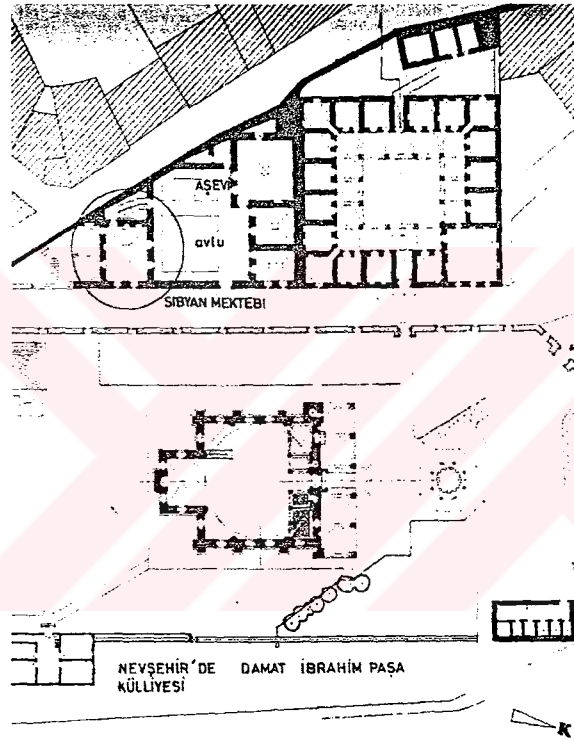 AŞEVİ
avlu
SIBYAN MEKTEBİ
NEVŞEHİR'DE DAMAT İBRAHİM PAŞA
KÜLLİYESİ
K